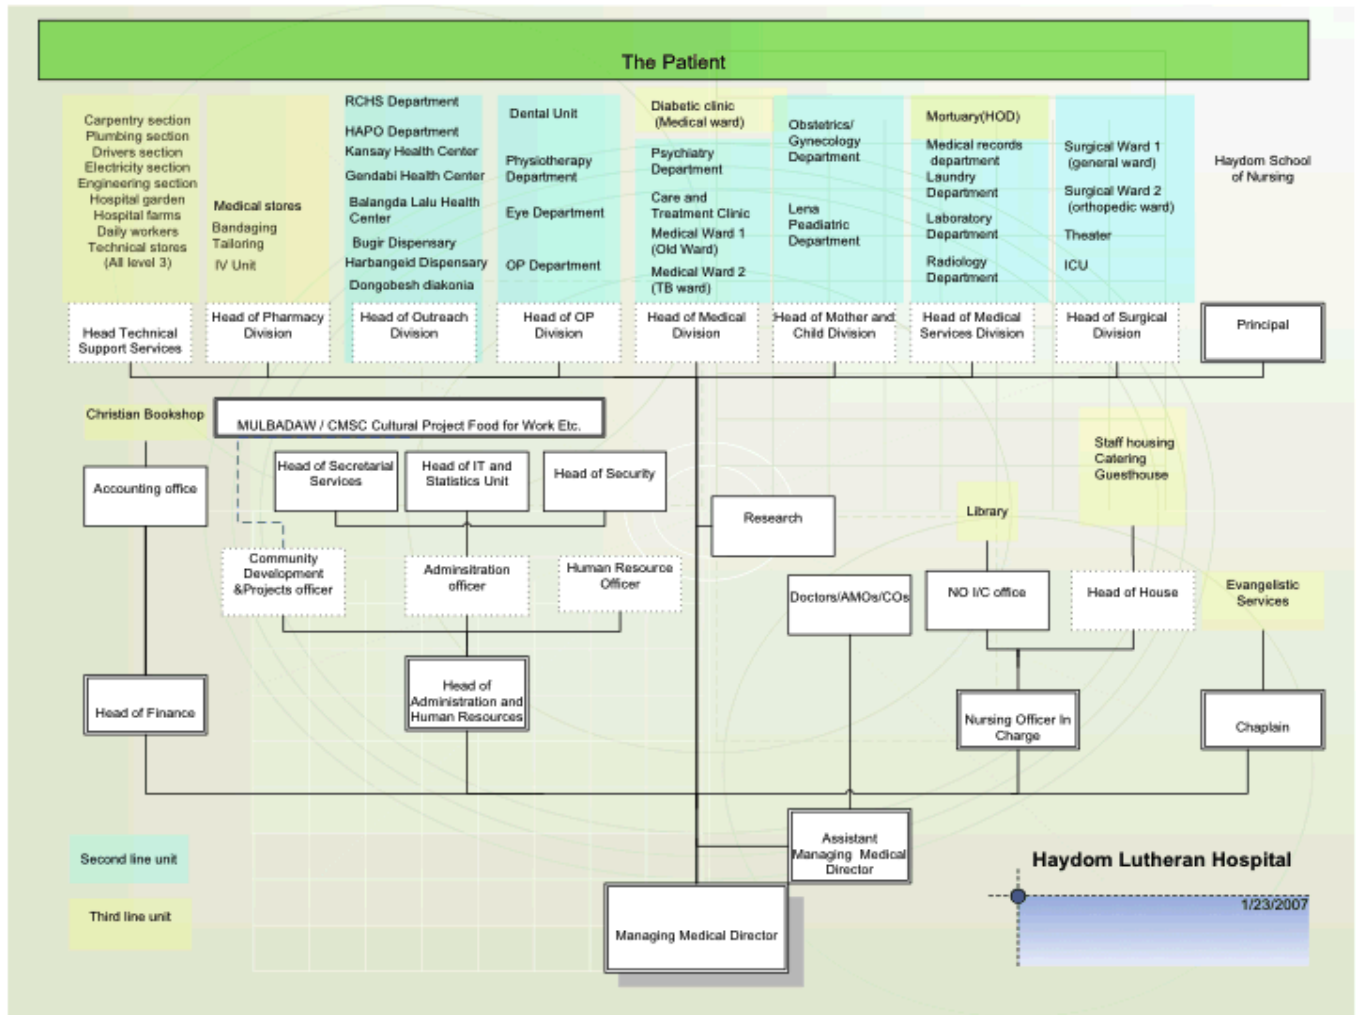 The Patient
Carpentry section
Plumbing section
Drivers section
Electricity section
Engineering section
Hospital garden
Hospital farms
Daily workers
Technical stores
(All level 3)
Medical stores
Bandaging
Tailoring
IV Unit
RCHS Department
HAPO Department
Kansay Health Center
Gendabi Health Center
Balangda Lalu Health
Center
Bugir Dispensary
Harbangeid Dispensary
Dongobesh diakonia
Dental Unit
Physiotherapy
Department
Eye Department
OP Department
Diabetic clinic
(Medical ward)
Psychiatry
Department
Care and
Treatment Clinic
Medical Ward 1
(Old Ward)
Medical Ward 2
(TB ward)
Obstetrics/
Gynecology
Department
Lena
Peadiatric
Department
Mortuary(HOD)
Medical records
department
Laundry
Department
Laboratory
Department
Radiology
Department
Surgical Ward 1
(general ward)
Surgical Ward 2
(orthopedic ward)
Theater
ICU
Haydom School
of Nursing
Head Technical
Support Services
Head of Pharmacy
Division
Head of Outreach
Division
Head of OP
Division
Head of Medical
Division
Head of Mother and
Child Division
Head of Medical
Services Division
Head of Surgical
Division
Principal
Christian Bookshop
MULBADAW / CMSC Cultural Project Food for Work Etc.
Accounting office
Head of Secretarial
Services
Head of IT and
Statistics Unit
Head of Security
Research
Library
Staff housing
Catering
Guesthouse
Community
Development
&Projects officer
Adminsitration
officer
Human Resource
Officer
Doctors/AMOs/COs
NO I/C office
Head of House
Evangelistic
Services
Head of Finance
Head of
Administration and
Human Resources
Nursing Officer In
Charge
Chaplain
Assistant
Managing Medical
Director
Managing Medical Director
Second line unit
Third line unit
Haydom Lutheran Hospital
1/23/2007